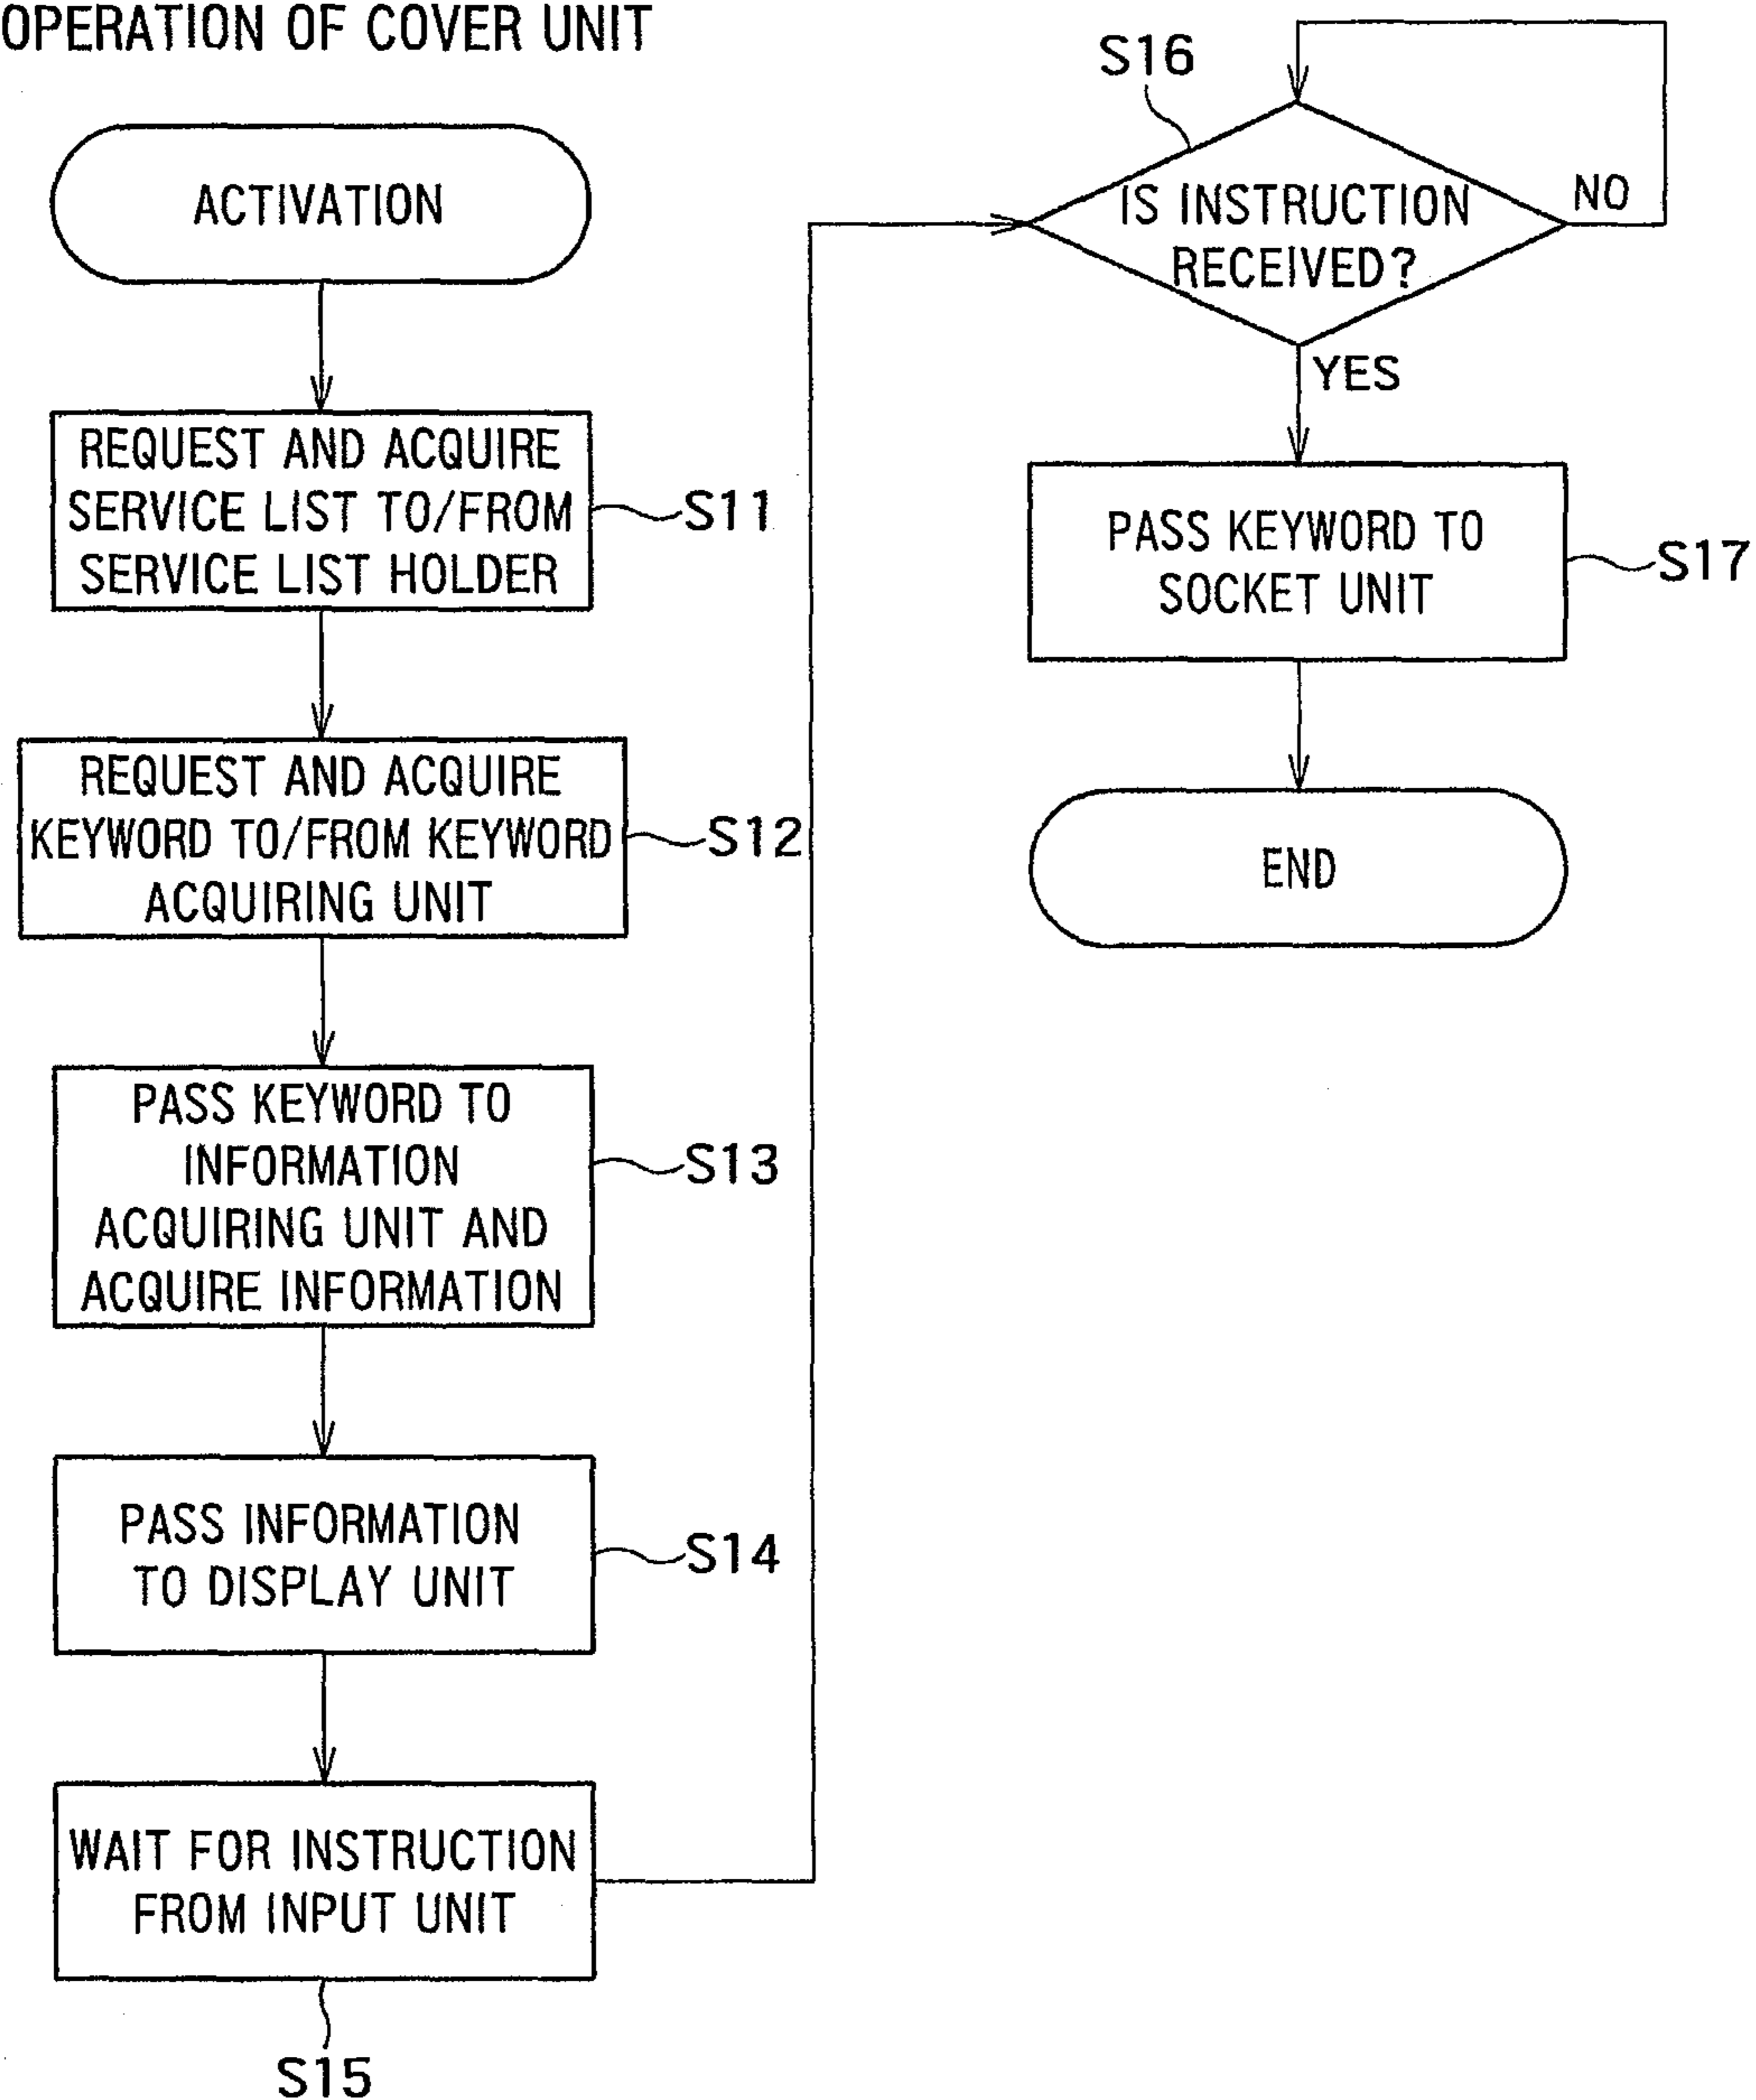 OPERATION OF COVER UNIT
ACTIVATION
REQUEST AND ACQUIRE
SERVICE LIST TO/FROM
SERVICE LIST HOLDER
S11
REQUEST AND ACQUIRE
KEYWORD TO/FROM KEYWORD
ACQUIRING UNIT
S12
PASS KEYWORD TO
INFORMATION
ACQUIRING UNIT AND
ACQUIRE INFORMATION
S13
PASS INFORMATION
TO DISPLAY UNIT
S14
WAIT FOR INSTRUCTION
FROM INPUT UNIT
S15
S16
IS INSTRUCTION
RECEIVED?
NO
YES
PASS KEYWORD TO
SOCKET UNIT
S17
END